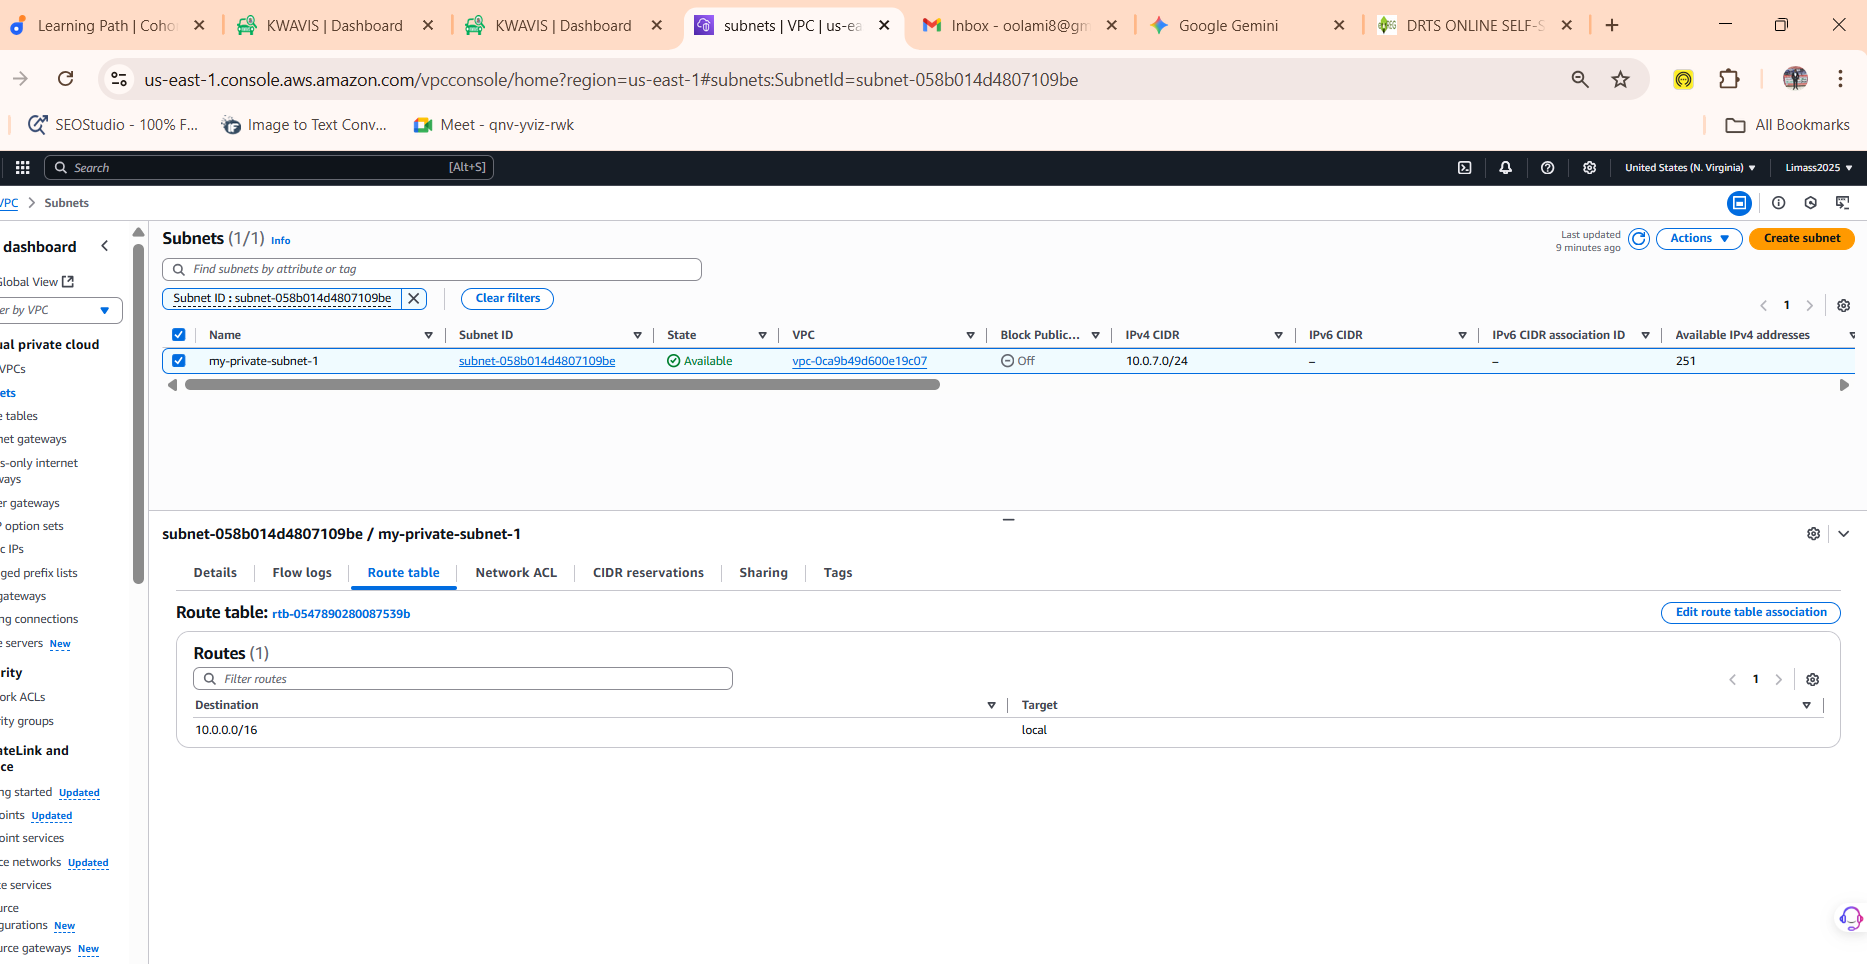 Learning Path | Cohor
KWAVIS | Dashboard
KWAVIS | Dashboard
subnets | VPC | us-ea
Inbox - oolami8@gm
Google Gemini
DRTS ONLINE SELF-S
us-east-1.console.aws.amazon.com/vpcconsole/home?region=us-east-1#subnets:SubnetId=subnet-058b014d4807109be
SEOStudio - 100% F...
Image to Text Conv...
Meet - qnv-yviz-rwk
All Bookmarks
Search
[Alt+S]
United States (N. Virginia)
Limass2025
VPC
Subnets
dashboard
Global View
er by VPC
ual private cloud
VPCs
ets
e tables
net gateways
s-only internet
ways
er gateways
P option sets
c IPs
ged prefix lists
gateways
ng connections
e servers New
rity
ork ACLs
rity groups
ateLink and
ce
ng started Updated
oints Updated
oint services
ce networks Updated
te services
urce
gurations New
urce gateways New
Subnets (1/1) Info
Last updated
9 minutes ago
Actions
Create subnet
Find subnets by attribute or tag
Subnet ID : subnet-058b014d4807109be
Clear filters
1
Name Subnet ID State VPC Block Public... IPv4 CIDR IPv6 CIDR IPv6 CIDR association ID Available IPv4 addresses
my-private-subnet-1 subnet-058b014d4807109be Available vpc-0ca9b49d600e19c07 Off 10.0.7.0/24 – – 251
subnet-058b014d4807109be / my-private-subnet-1
Details Flow logs Route table Network ACL CIDR reservations Sharing Tags
Route table: rtb-0547890280087539b
Edit route table association
Routes (1)
Filter routes
1
Destination Target
10.0.0.0/16 local